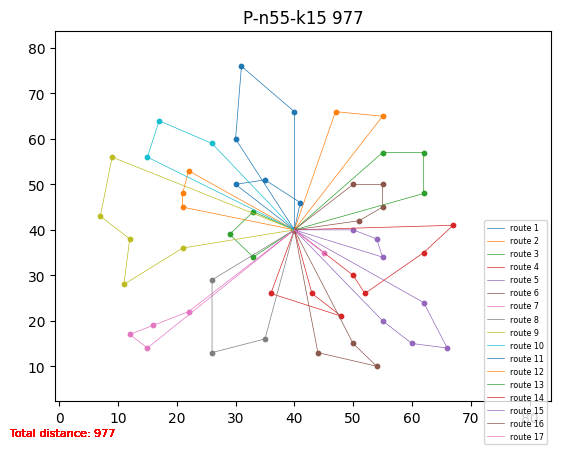 P-n55-k15 977
80
70
60
50
40
30
20
10
0 10 20 30 40 50 60 70 80
route 1
route 2
route 3
route 4
route 5
route 6
route 7
route 8
route 9
route 10
route 11
route 12
route 13
route 14
route 15
route 16
route 17
Total distance: 977